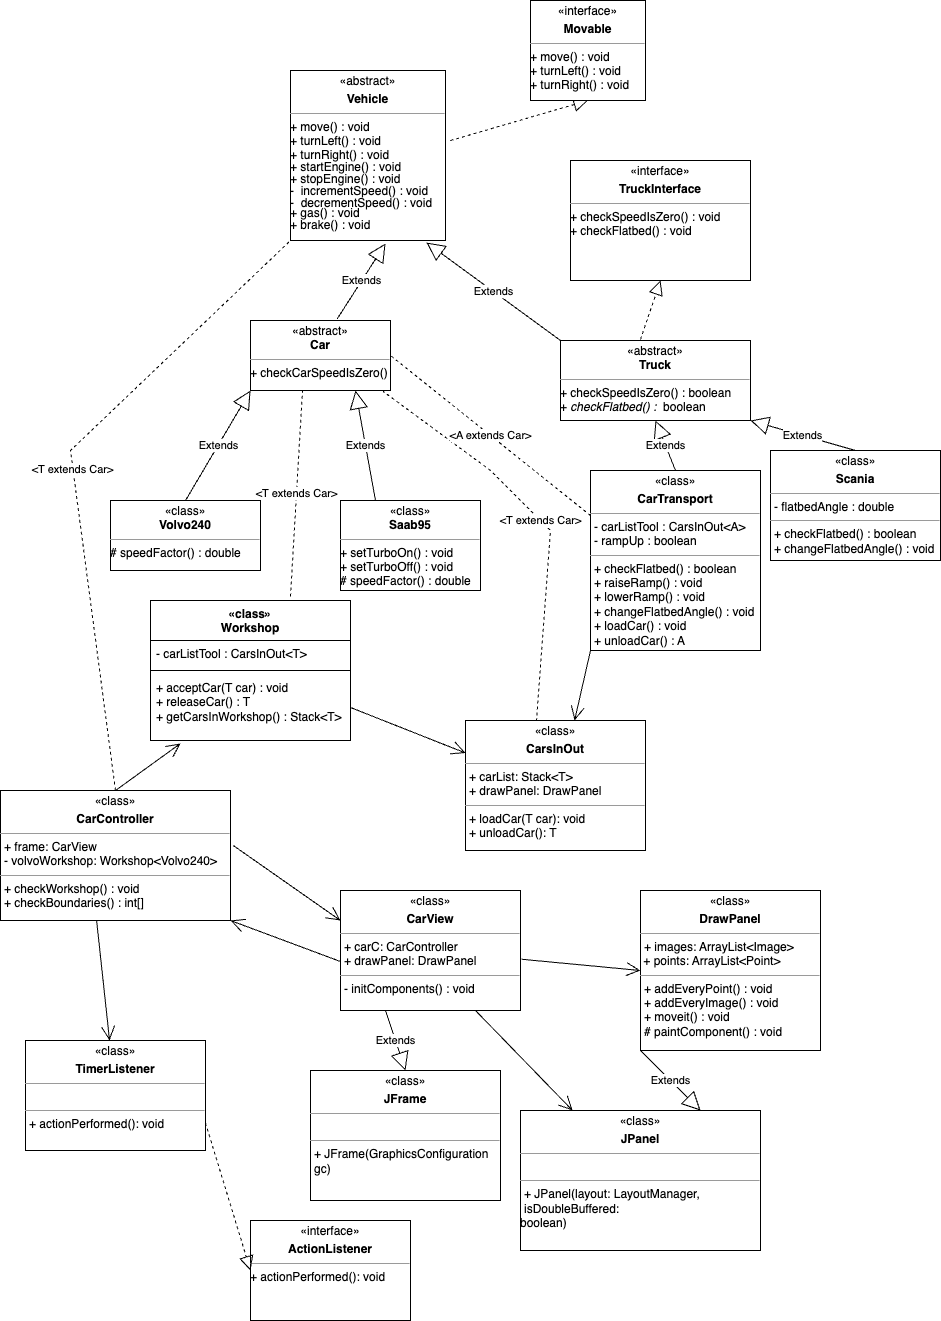 «interface»
Movable
+ move() : void
+ turnLeft() : void
+ turnRight() : void
«abstract»
Vehicle
+ move() : void
+ turnLeft() : void
+ turnRight() : void
+ startEngine() : void
+ stopEngine() : void
- incrementSpeed() : void
- decrementSpeed() : void
+ gas() : void
+ brake() : void
«interface»
TruckInterface
+ checkSpeedIsZero() : void
+ checkFlatbed() : void
Extends
Extends
«abstract»
Car
+ checkCarSpeedIsZero()
«abstract»
Truck
+ checkSpeedIsZero() : boolean
+ checkFlatbed() : boolean
Extends
Extends
<A extends Car>
Extends
Extends
<T extends Car>
<T extends Car>
<T extends Car>
«class»
Volvo240
# speedFactor() : double
«class»
Saab95
+ setTurboOn() : void
+ setTurboOff() : void
# speedFactor() : double
«class»
CarTransport
- carListTool : CarsInOut<A>
- rampUp : boolean
+ checkFlatbed() : boolean
+ raiseRamp() : void
+ lowerRamp() : void
+ changeFlatbedAngle() : void
+ loadCar() : void
+ unloadCar() : A
«class»
Scania
- flatbedAngle : double
+ checkFlatbed() : boolean
+ changeFlatbedAngle() : void
«class»
Workshop
- carListTool : CarsInOut<T>
+ acceptCar(T car) : void
+ releaseCar() : T
+ getCarsInWorkshop() : Stack<T>
«class»
CarsInOut
+ carList: Stack<T>
+ drawPanel: DrawPanel
+ loadCar(T car): void
+ unloadCar(): T
«class»
CarController
+ frame: CarView
- volvoWorkshop: Workshop<Volvo240>
+ checkWorkshop() : void
+ checkBoundaries() : int[]
«class»
CarView
+ carC: CarController
+ drawPanel: DrawPanel
- initComponents() : void
«class»
DrawPanel
+ images: ArrayList<Image>
+ points: ArrayList<Point>
+ addEveryPoint() : void
+ addEveryImage() : void
+ moveit() : void
# paintComponent() : void
Extends
Extends
«class»
TimerListener
+ actionPerformed(): void
«class»
JFrame
+ JFrame(GraphicsConfiguration
gc)
«class»
JPanel
+ JPanel(layout: LayoutManager,
isDoubleBuffered:
boolean)
«interface»
ActionListener
+ actionPerformed(): void